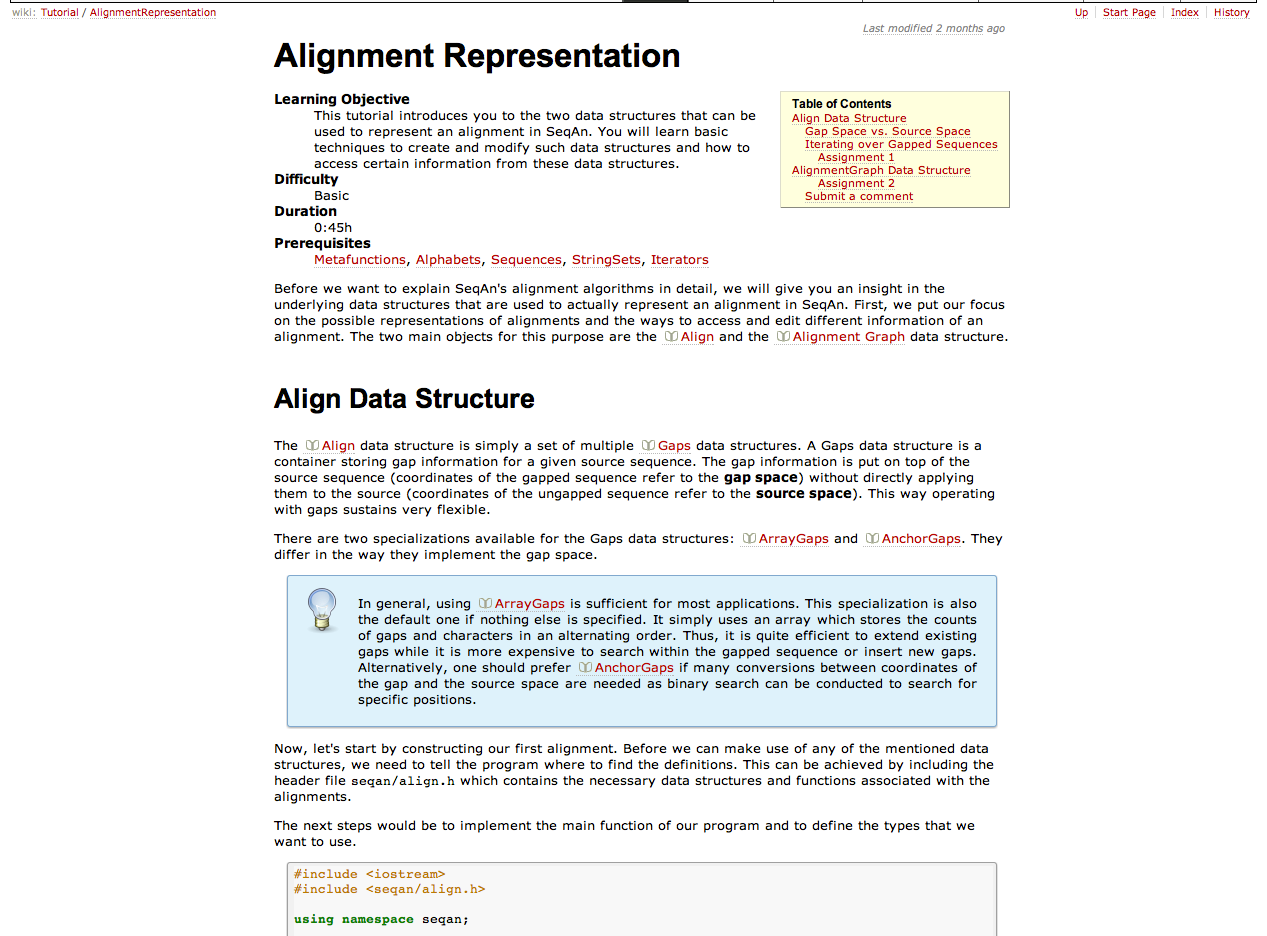 wiki: Tutorial / AlignmentRepresentation
Up Start Page Index History
Last modified 2 months ago
Alignment Representation
Learning Objective
This tutorial introduces you to the two data structures that can be
used to represent an alignment in SeqAn. You will learn basic
techniques to create and modify such data structures and how to
access certain information from these data structures.
Difficulty
Basic
Duration
0:45h
Prerequisites
Metafunctions, Alphabets, Sequences, StringSets, Iterators
Table of Contents
Align Data Structure
Gap Space vs. Source Space
Iterating over Gapped Sequences
Assignment 1
AlignmentGraph Data Structure
Assignment 2
Submit a comment
Before we want to explain SeqAn's alignment algorithms in detail, we will give you an insight in the
underlying data structures that are used to actually represent an alignment in SeqAn. First, we put our focus
on the possible representations of alignments and the ways to access and edit different information of an
alignment. The two main objects for this purpose are the Align and the Alignment Graph data structure.
Align Data Structure
The Align data structure is simply a set of multiple Gaps data structures. A Gaps data structure is a
container storing gap information for a given source sequence. The gap information is put on top of the
source sequence (coordinates of the gapped sequence refer to the gap space) without directly applying
them to the source (coordinates of the ungapped sequence refer to the source space). This way operating
with gaps sustains very flexible.
There are two specializations available for the Gaps data structures: ArrayGaps and AnchorGaps. They
differ in the way they implement the gap space.
In general, using ArrayGaps is sufficient for most applications. This specialization is also
the default one if nothing else is specified. It simply uses an array which stores the counts
of gaps and characters in an alternating order. Thus, it is quite efficient to extend existing
gaps while it is more expensive to search within the gapped sequence or insert new gaps.
Alternatively, one should prefer AnchorGaps if many conversions between coordinates of
the gap and the source space are needed as binary search can be conducted to search for
specific positions.
Now, let's start by constructing our first alignment. Before we can make use of any of the mentioned data
structures, we need to tell the program where to find the definitions. This can be achieved by including the
header file seqan/align.h which contains the necessary data structures and functions associated with the
alignments.
The next steps would be to implement the main function of our program and to define the types that we
want to use.
#include <iostream>
#include <seqan/align.h>
using namespace seqan;